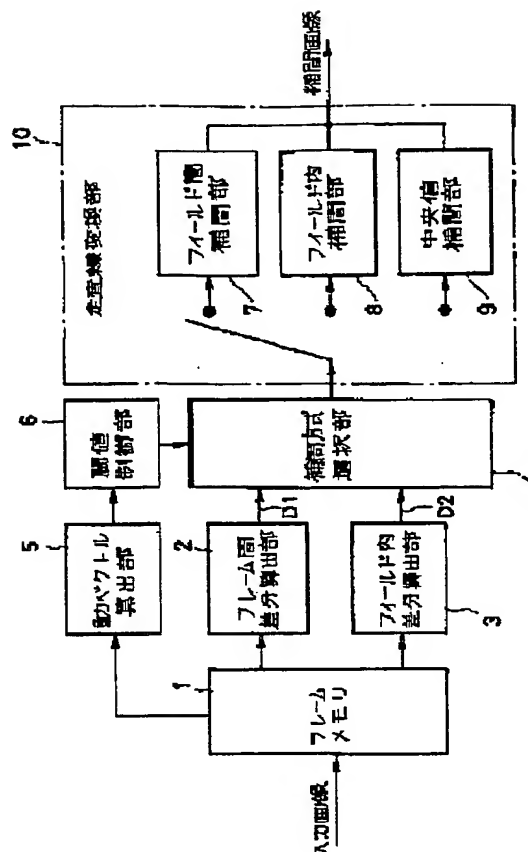 入力画像
1
フレーム
メモリ
5
動ベクトル
算出部
2
フレーム間
差分算出部
フィールド内
差分算出部
3
6
閾値
制御部
D1
D2
補間方式
選択部
10
走査線変換部
フィールド間
補間部
7
フィールド内
補間部
8
中央値
補間部
9
補間画像